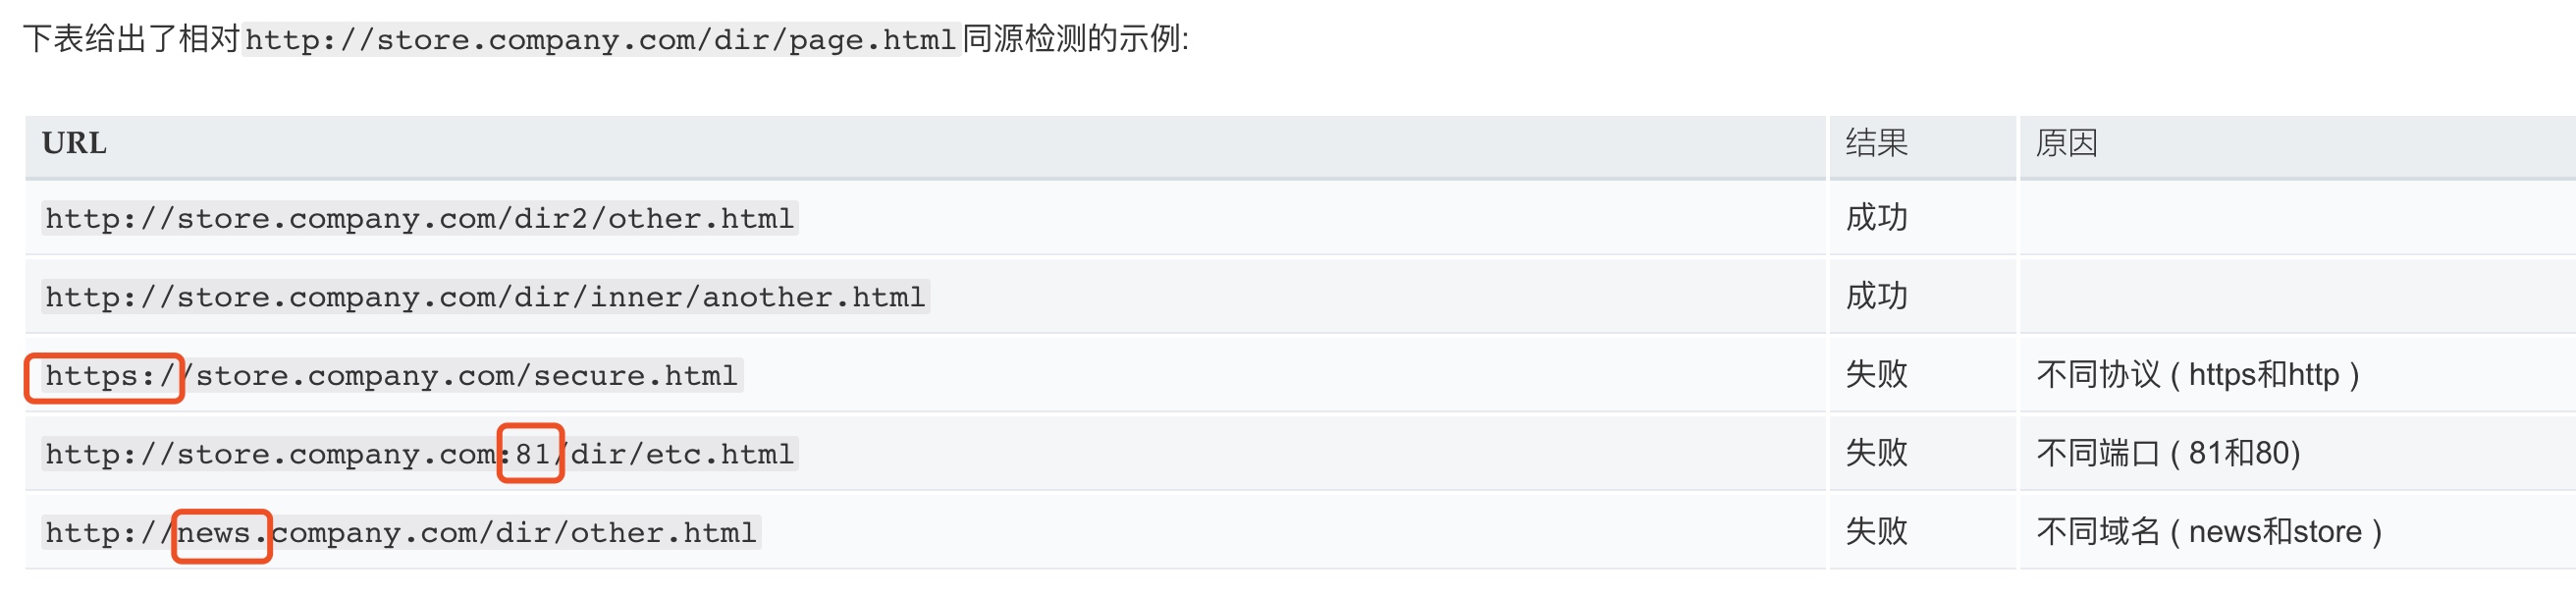 下表给出了相对http://store.company.com/dir/page.html同源检测的示例:
URL 结果 原因
http://store.company.com/dir2/other.html 成功
http://store.company.com/dir/inner/another.html 成功
https://store.company.com/secure.html 失败 不同协议 ( https和http )
http://store.company.com:81/dir/etc.html 失败 不同端口 ( 81和80)
http://news.company.com/dir/other.html 失败 不同域名 ( news和store )